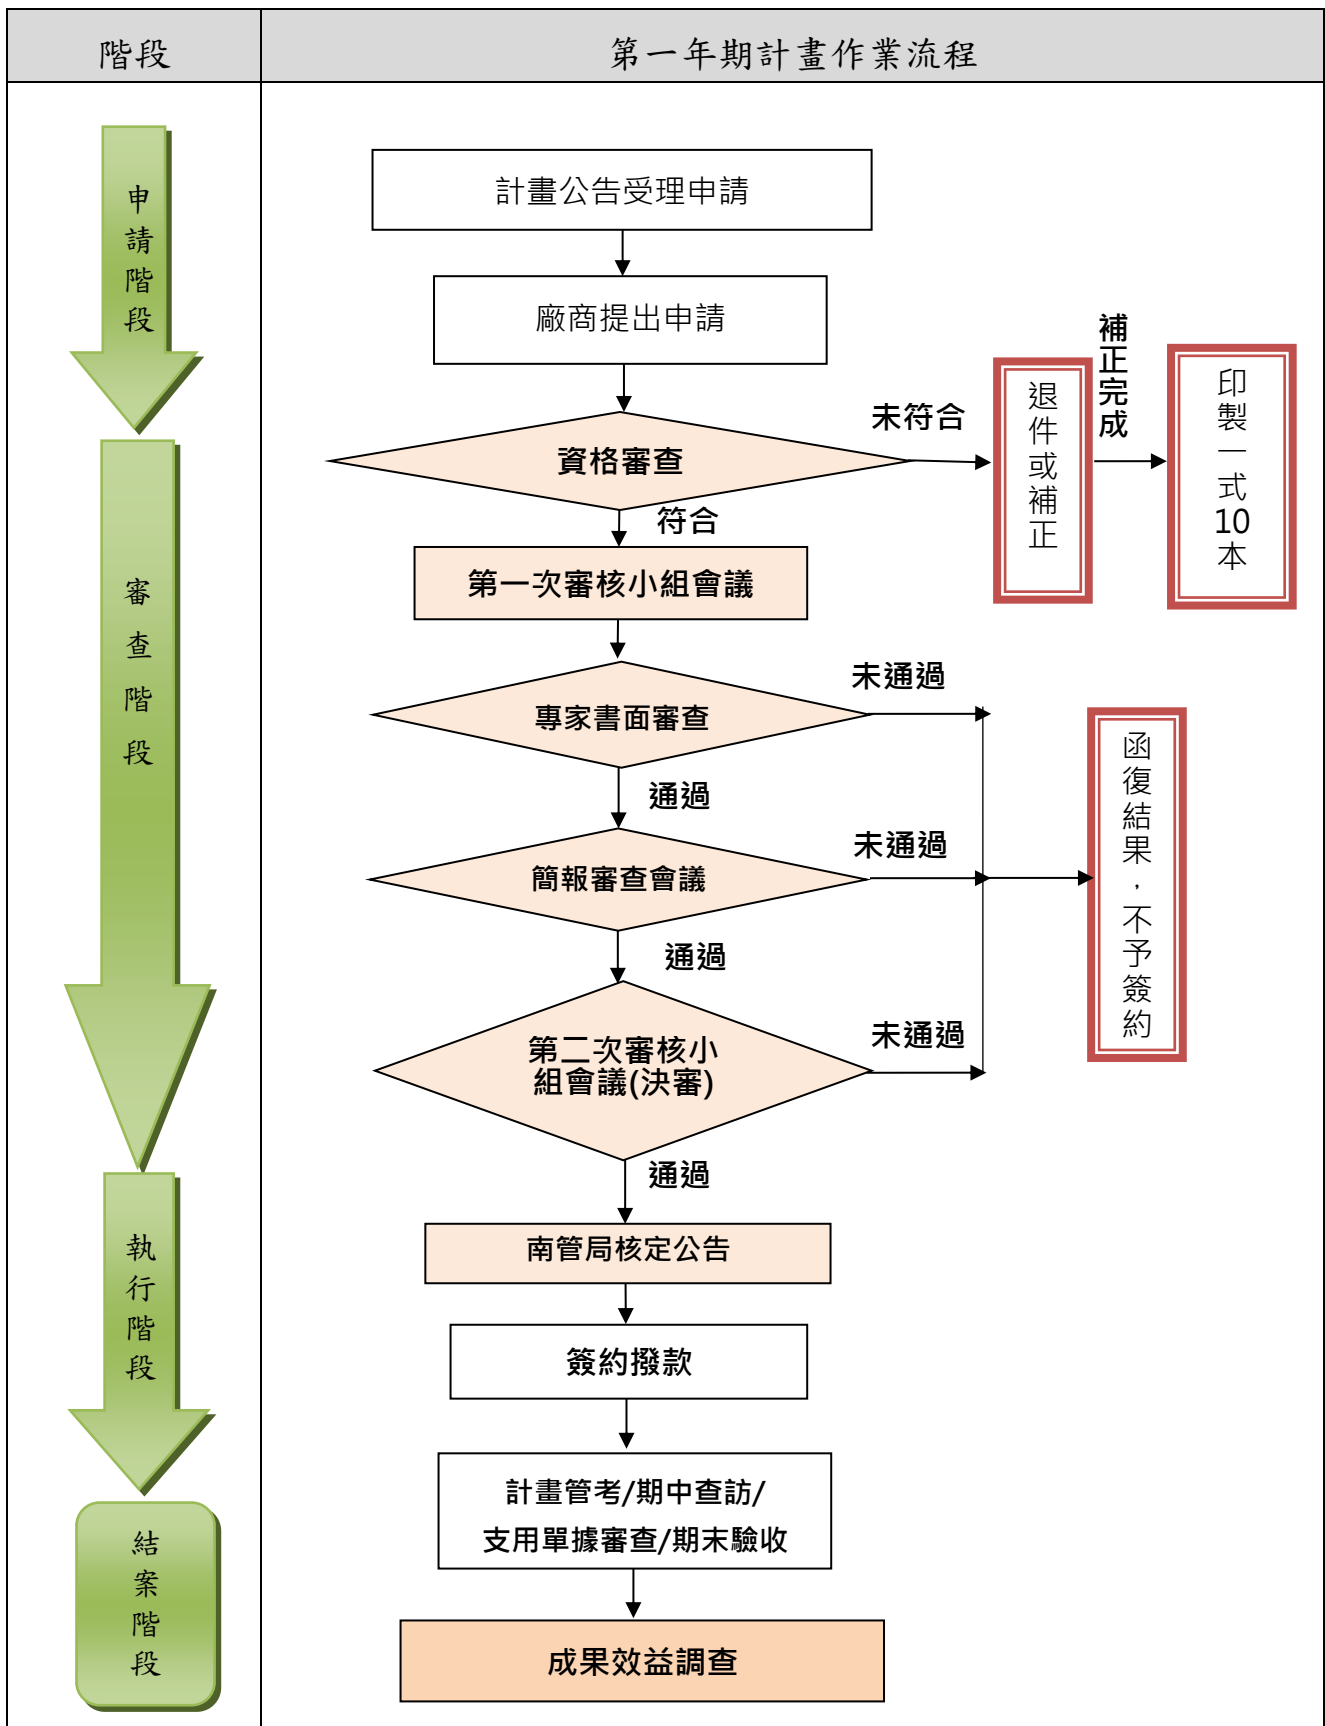 階段
第一年期計畫作業流程
申請階段
計畫公告受理申請
廠商提出申請
資格審查
未符合
退件或補正
補正完成
印製一式10本
符合
審查階段
第一次審核小組會議
專家書面審查
未通過
通過
簡報審查會議
未通過
函復結果，不予簽約
通過
第二次審核小
組會議(決審)
未通過
通過
執行階段
南管局核定公告
簽約撥款
計畫管考/期中查訪/
支用單據審查/期末驗收
結案階段
成果效益調查